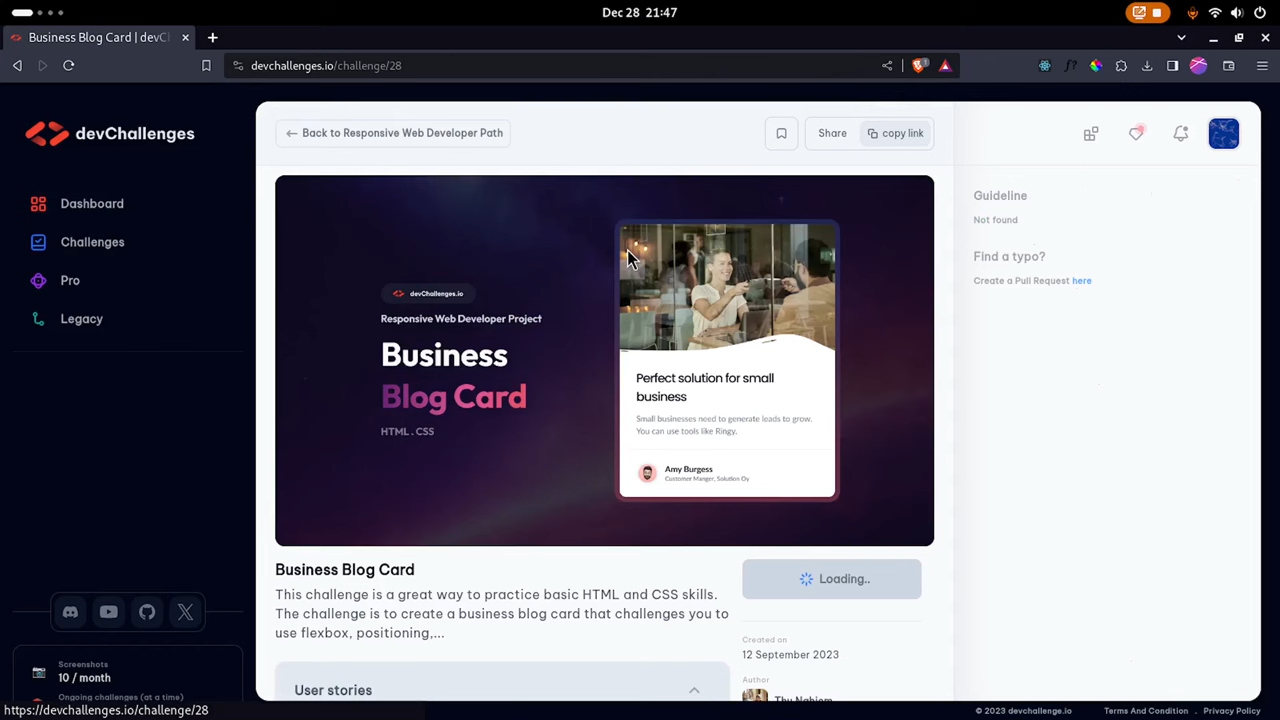 Dec 28 21:47
Business Blog Card | devCh
devchallenges.io/challenge/28
devChallenges
Back to Responsive Web Developer Path
Share
copy link
Dashboard
Challenges
Pro
Legacy
devChallenges.io
Responsive Web Developer Project
Business
Blog Card
HTML . CSS
Perfect solution for small
business
Small businesses need to generate leads to grow.
You can use tools like Ringy.
Amy Burgess
Customer Manger, Solution Oy
Guideline
Not found
Find a typo?
Create a Pull Request here
Business Blog Card
This challenge is a great way to practice basic HTML and CSS skills.
The challenge is to create a business blog card that challenges you to
use flexbox, positioning,...
Loading..
Created on
12 September 2023
Author
Thu Nghiem
User stories
Screenshots
10 / month
Ongoing challenges (at a time)
https://devchallenges.io/challenge/28
© 2023 devchallenge.io
Terms And Condition . Privacy Policy